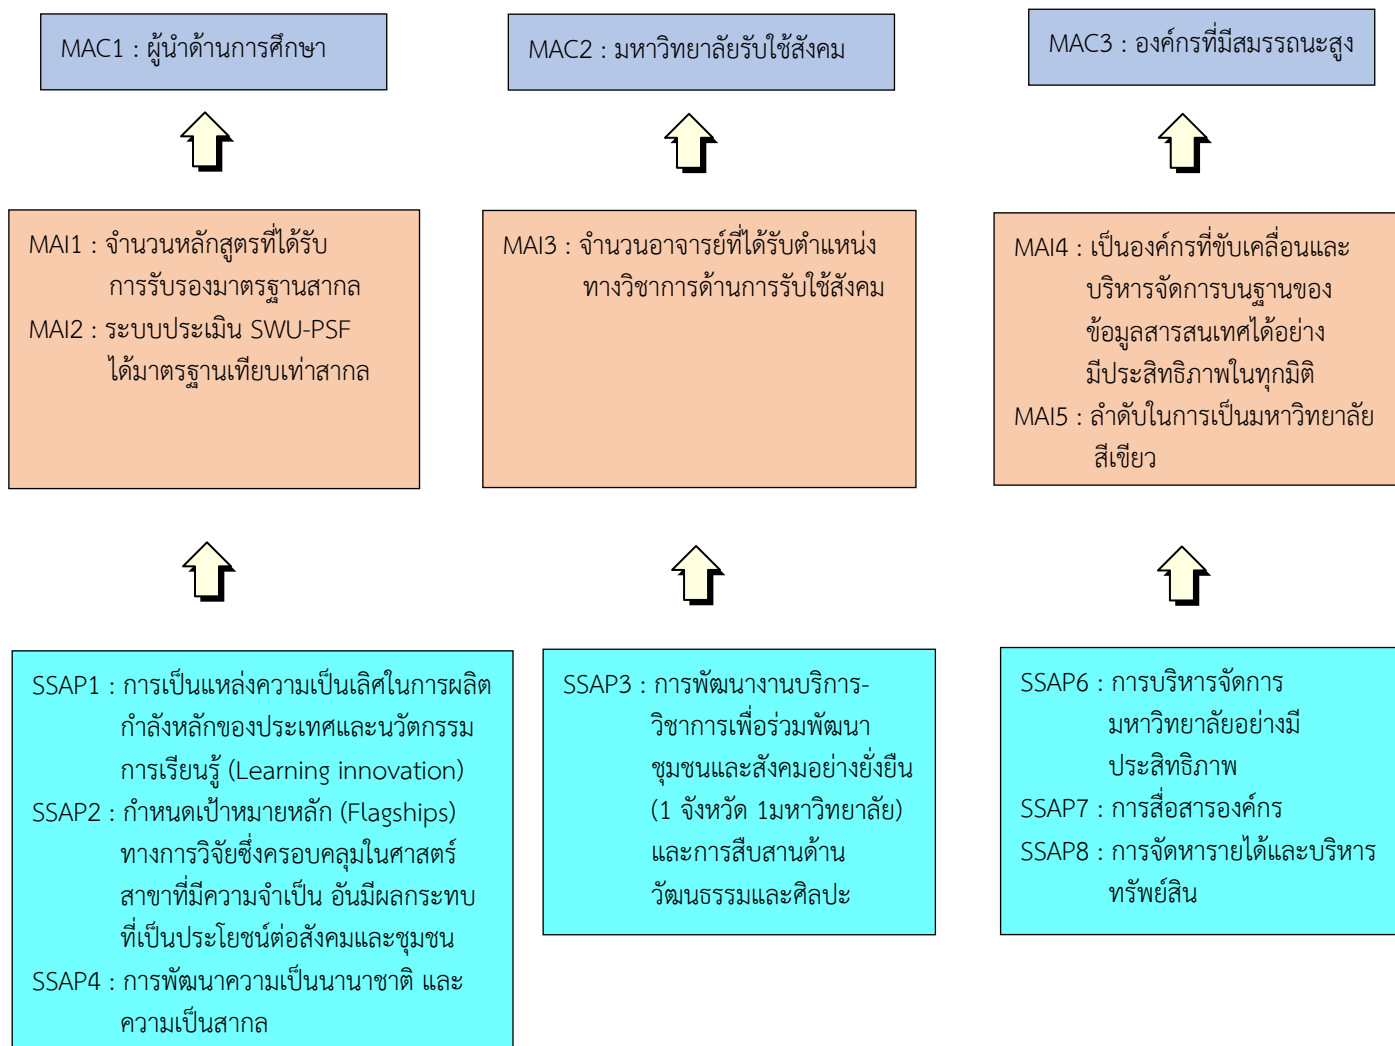 MAC1 : ผู้นำด้านการศึกษา
MAC2 : มหาวิทยาลัยรับใช้สังคม
MAC3 : องค์กรที่มีสมรรถนะสูง
MAI1 : จำนวนหลักสูตรที่ได้รับ
การรับรองมาตรฐานสากล
MAI2 : ระบบประเมิน SWU-PSF
ได้มาตรฐานเทียบเท่าสากล
MAI3 : จำนวนอาจารย์ที่ได้รับตำแหน่ง
ทางวิชาการด้านการรับใช้สังคม
MAI4 : เป็นองค์กรที่ขับเคลื่อนและ
บริหารจัดการบนฐานของ
ข้อมูลสารสนเทศได้อย่าง
มีประสิทธิภาพในทุกมิติ
MAI5 : ลำดับในการเป็นมหาวิทยาลัย
สีเขียว
SSAP1 : การเป็นแหล่งความเป็นเลิศในการผลิต
กำลังหลักของประเทศและนวัตกรรม
การเรียนรู้ (Learning innovation)
SSAP2 : กำหนดเป้าหมายหลัก (Flagships)
ทางการวิจัยซึ่งครอบคลุมในศาสตร์
สาขาที่มีความจำเป็น อันมีผลกระทบ
ที่เป็นประโยชน์ต่อสังคมและชุมชน
SSAP4 : การพัฒนาความเป็นนานาชาติ และ
ความเป็นสากล
SSAP3 : การพัฒนางานบริการ-
วิชาการเพื่อร่วมพัฒนา
ชุมชนและสังคมอย่างยั่งยืน
(1 จังหวัด 1มหาวิทยาลัย)
และการสืบสานด้าน
วัฒนธรรมและศิลปะ
SSAP6 : การบริหารจัดการ
มหาวิทยาลัยอย่างมี
ประสิทธิภาพ
SSAP7 : การสื่อสารองค์กร
SSAP8 : การจัดหารายได้และบริหาร
ทรัพย์สิน